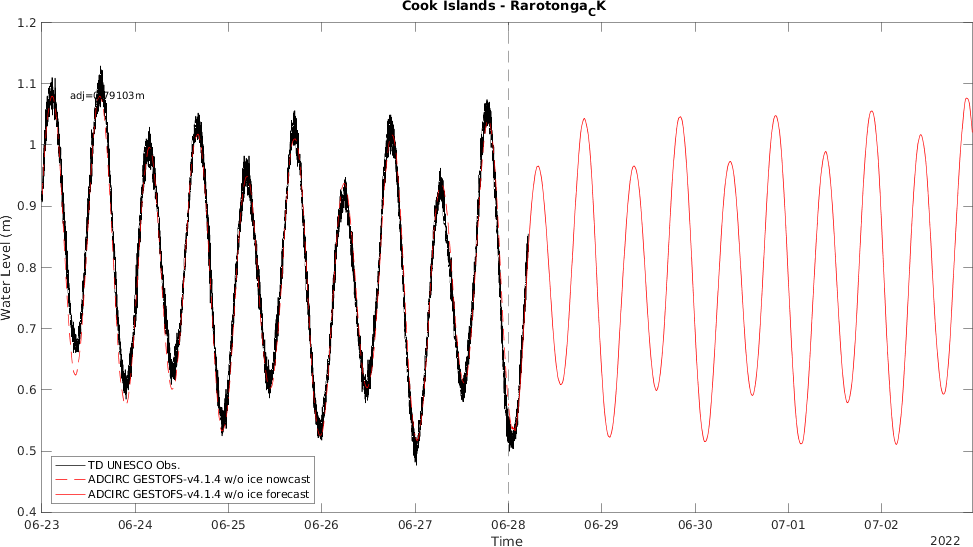 Cook Islands - Rarotonga_CK
1.2
1.1
adj=0.79103m
1
0.9
0.8
0.7
0.6
0.5
0.4
Water Level (m)
TD UNESCO Obs.
ADCIRC GESTOFS-v4.1.4 w/o ice nowcast
ADCIRC GESTOFS-v4.1.4 w/o ice forecast
06-23 06-24 06-25 06-26 06-27 06-28 06-29 06-30 07-01 07-02
Time
2022